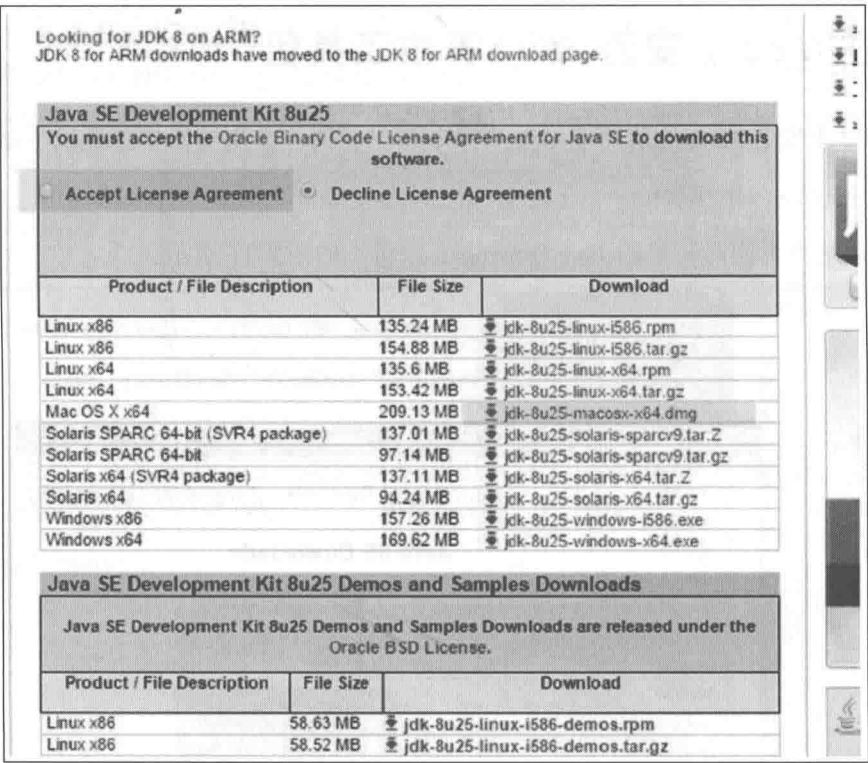 Looking for JDK 8 on ARM?
JDK 8 for ARM downloads have moved to the JDK 8 for ARM download page.
Java SE Development Kit 8u25
You must accept the Oracle Binary Code License Agreement for Java SE to download this
software.
Accept License Agreement Decline License Agreement
Product / File Description File Size Download
Linux x86 135.24 MB jdk-8u25-linux-i586.rpm
Linux x86 154.88 MB jdk-8u25-linux-i586.tar.gz
Linux x64 135.6 MB jdk-8u25-linux-x64.rpm
Linux x64 153.42 MB jdk-8u25-linux-x64.tar.gz
Mac OS X x64 209.13 MB jdk-8u25-macosx-x64.dmg
Solaris SPARC 64-bit (SVR4 package) 137.01 MB jdk-8u25-solaris-sparcv9.tar.Z
Solaris SPARC 64-bit 97.14 MB jdk-8u25-solaris-sparcv9.tar.gz
Solaris x64 (SVR4 package) 137.11 MB jdk-8u25-solaris-x64.tar.Z
Solaris x64 94.24 MB jdk-8u25-solaris-x64.tar.gz
Windows x86 157.26 MB jdk-8u25-windows-i586.exe
Windows x64 169.62 MB jdk-8u25-windows-x64.exe
Java SE Development Kit 8u25 Demos and Samples Downloads
Java SE Development Kit 8u25 Demos and Samples Downloads are released under the
Oracle BSD License.
Product / File Description File Size Download
Linux x86 58.63 MB jdk-8u25-linux-i586-demos.rpm
Linux x86 58.52 MB jdk-8u25-linux-i586-demos.tar.gz